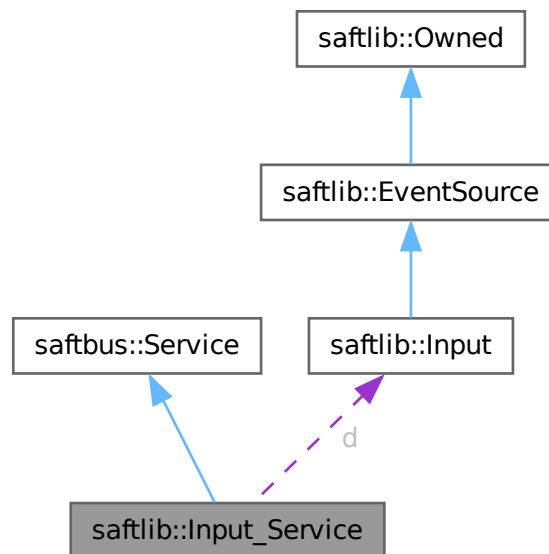 saftlib::Owned
saftlib::EventSource
saftbus::Service
saftlib::Input
d
saftlib::Input_Service